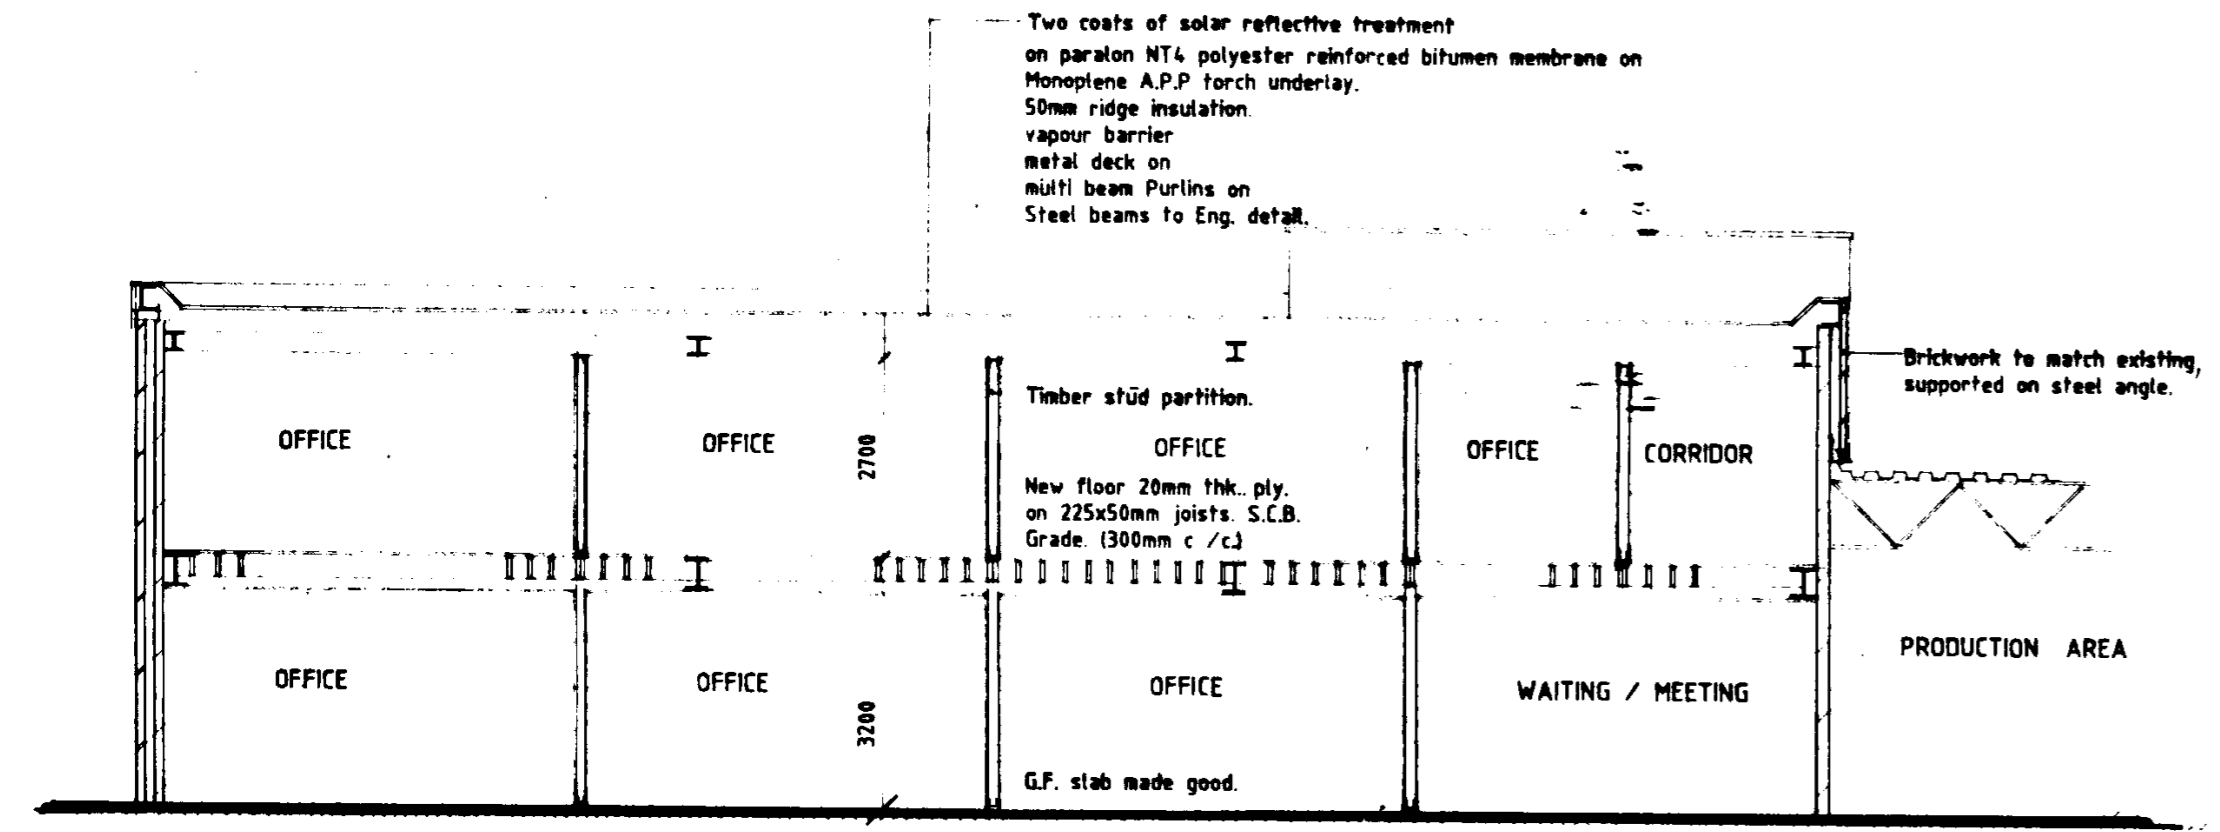 Two coats of solar reflective treatment
on paralon NT4 polyester reinforced bitumen membrane on
Monoplene A.P.P torch underlay.
50mm ridge insulation.
vapour barrier
metal deck on
multi beam Purlins on
Steel beams to Eng. detail.
Brickwork to match existing,
supported on steel angle.
Timber stud partition.
OFFICE
OFFICE
2700
OFFICE
OFFICE
CORRIDOR
New floor 20mm thk.. ply.
on 225x50mm joists. S.C.B.
Grade. (300mm c /c.)
PRODUCTION AREA
OFFICE
OFFICE
3200
OFFICE
WAITING / MEETING
G.F. slab made good.